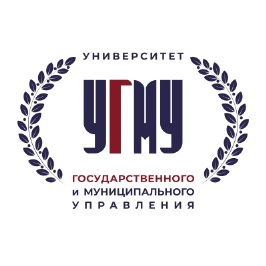 УНИВЕРСИТЕТ
УГМУ
ГОСУДАРСТВЕННОГО
И МУНИЦИПАЛЬНОГО
УПРАВЛЕНИЯ